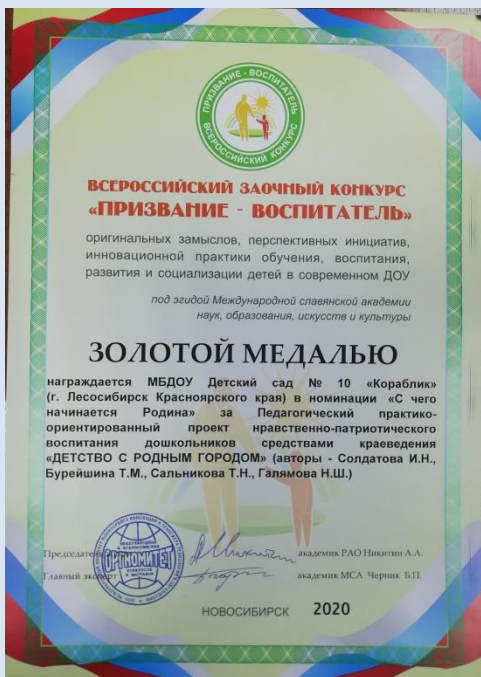 ПРИЗВАНИЕ - ВОСПИТАТЕЛЬ
ВСЕРОССИЙСКИЙ КОНКУРС
ВСЕРОССИЙСКИЙ ЗАОЧНЫЙ КОНКУРС
«ПРИЗВАНИЕ - ВОСПИТАТЕЛЬ»
оригинальных замыслов, перспективных инициатив,
инновационной практики обучения, воспитания,
развития и социализации детей в современном ДОУ
под эгидой Международной славянской академии
наук, образования, искусств и культуры
ЗОЛОТОЙ МЕДАЛЬЮ
награждается МБДОУ Детский сад № 10 «Кораблик»
(г. Лесосибирск Красноярского края) в номинации «С чего
начинается Родина» за Педагогический практико-
ориентированный проект нравственно-патриотического
воспитания дошкольников средствами краеведения
«ДЕТСТВО С РОДНЫМ ГОРОДОМ» (авторы - Солдатова И.Н.,
Бурейшина Т.М., Сальникова Т.Н., Галямова Н.Ш.)
ОРГКОМИТЕТ
Председатель академик РАО Никитин А.А.
Главный эксперт академик МСА Черник Б.П.
НОВОСИБИРСК 2020